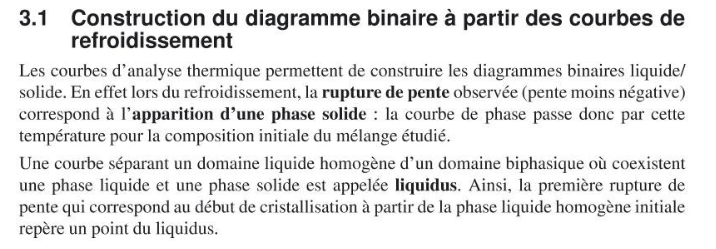 3.1 Construction du diagramme binaire à partir des courbes de
refroidissement
Les courbes d'analyse thermique permettent de construire les diagrammes binaires liquide/
solide. En effet lors du refroidissement, la rupture de pente observée (pente moins négative)
correspond à l'apparition d'une phase solide : la courbe de phase passe donc par cette
température pour la composition initiale du mélange étudié.
Une courbe séparant un domaine liquide homogène d'un domaine biphasique où coexistent
une phase liquide et une phase solide est appelée liquidus. Ainsi, la première rupture de
pente qui correspond au début de cristallisation à partir de la phase liquide homogène initiale
repère un point du liquidus.